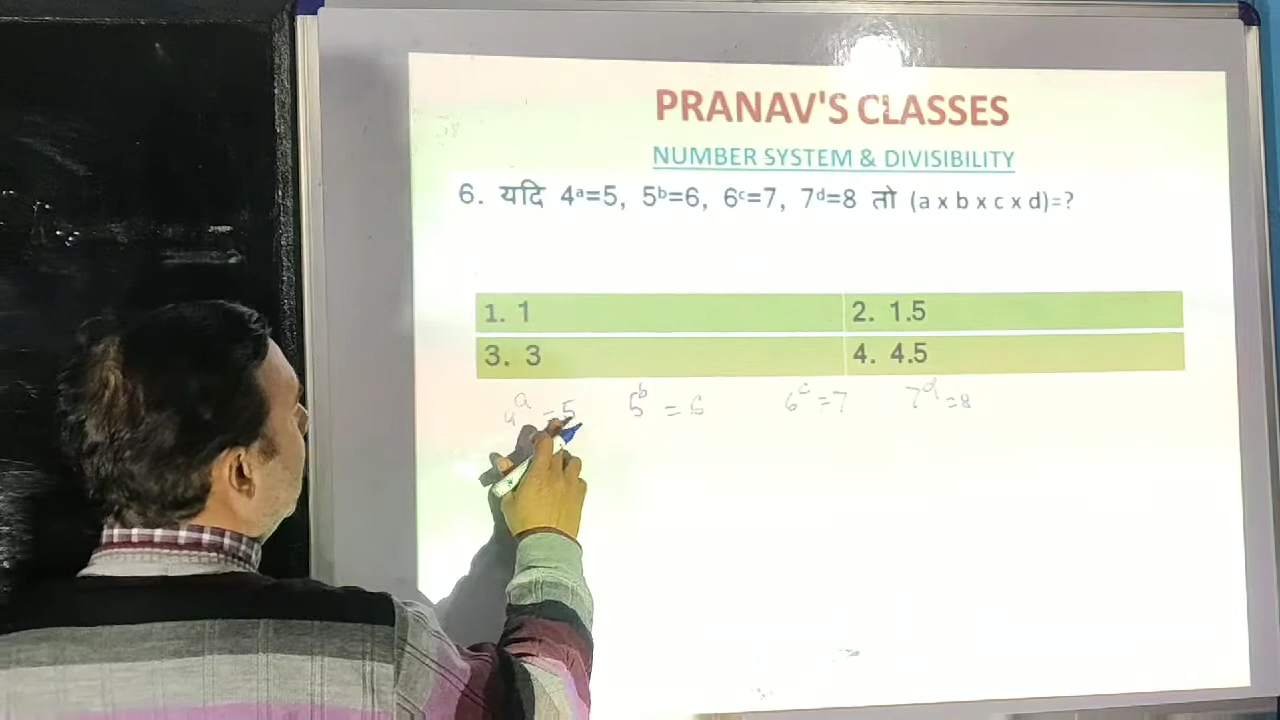 PRANAV'S CLASSES
NUMBER SYSTEM & DIVISIBILITY
6. यदि 4ᵃ=5, 5ᵇ=6, 6ᶜ=7, 7ᵈ=8 तो (a x b x c x d)=?
1. 1 2. 1.5
3. 3 4. 4.5
4ᵃ =5 5ᵇ = 6 6ᶜ =7 7ᵈ =8